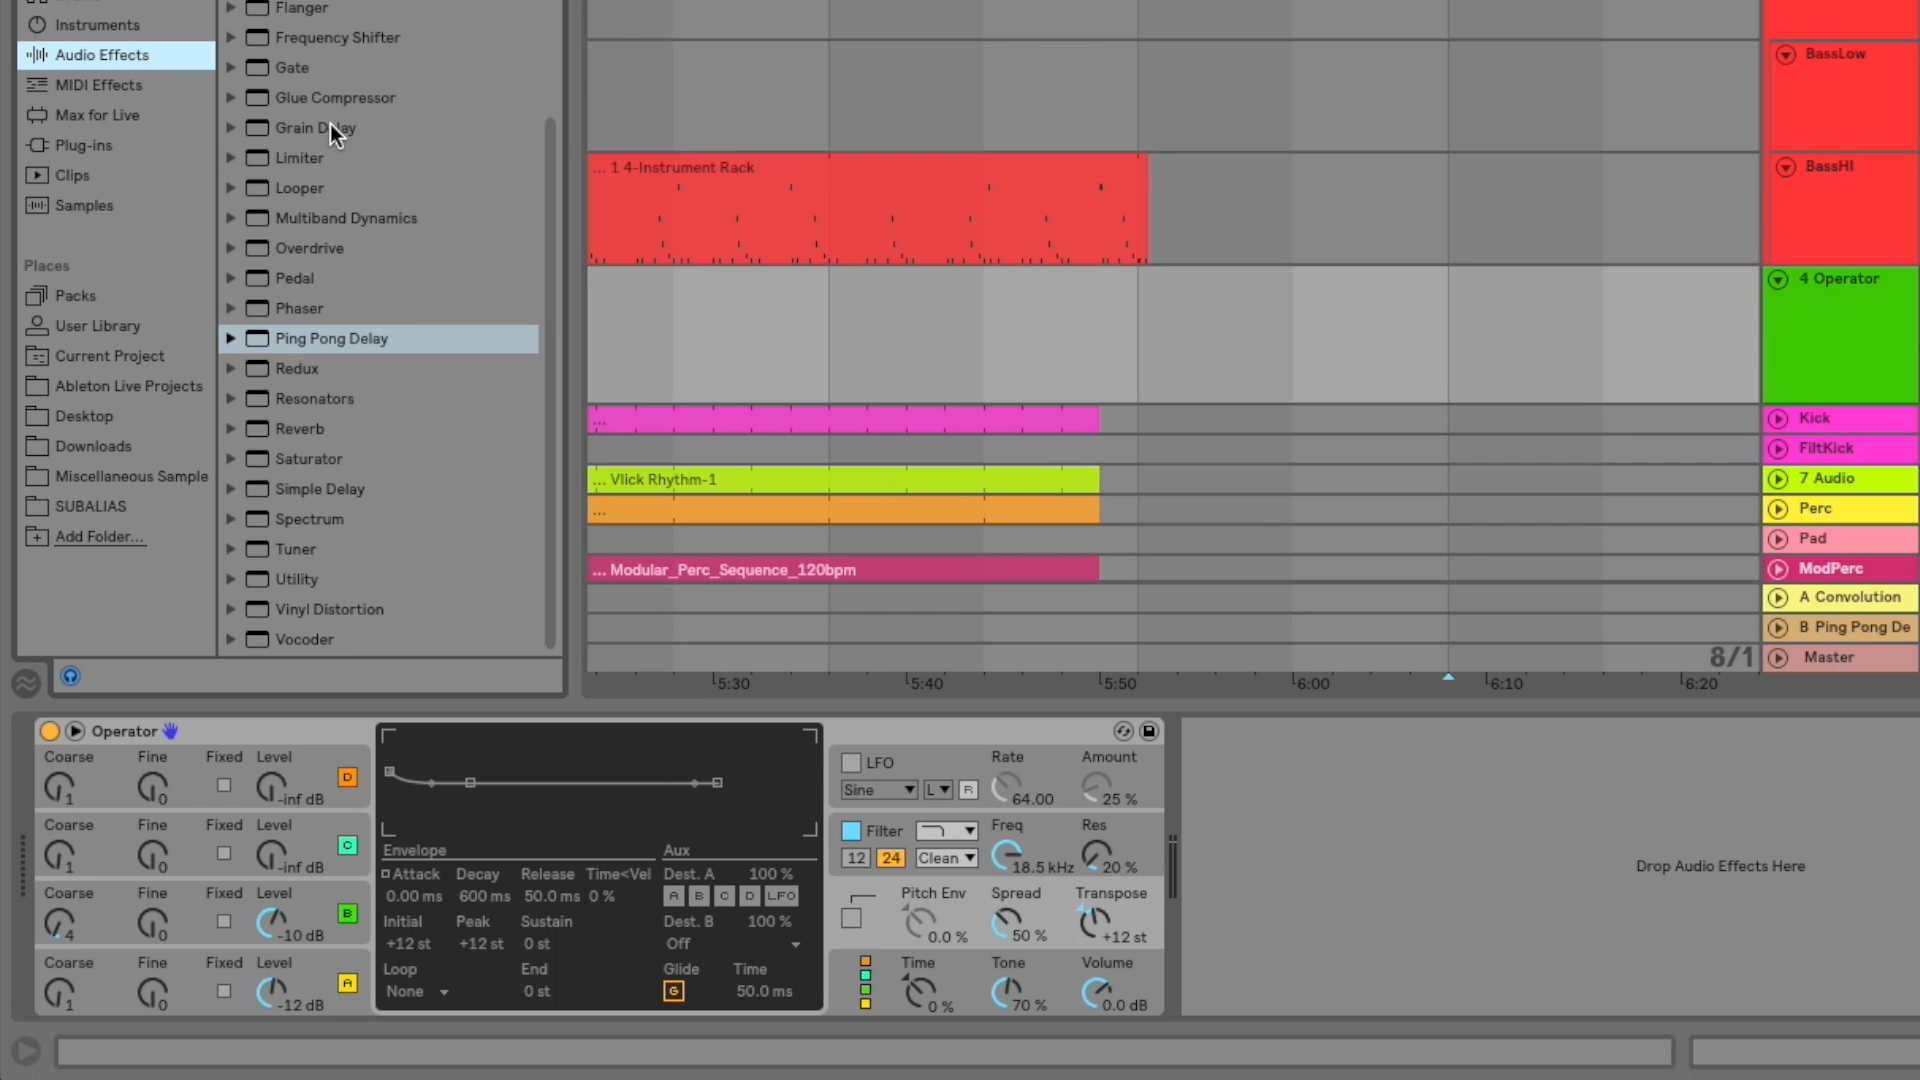 Flanger
Instruments
Frequency Shifter
Audio Effects
Gate
MIDI Effects
Glue Compressor
Max for Live
Grain Delay
Plug-ins
Limiter
Clips
Looper
Samples
Multiband Dynamics
Overdrive
Places
Pedal
Packs
Phaser
User Library
Ping Pong Delay
Current Project
Redux
Ableton Live Projects
Resonators
Desktop
Reverb
Downloads
Saturator
Miscellaneous Sample
Simple Delay
SUBALIAS
Spectrum
Add Folder...
Tuner
Utility
Vinyl Distortion
Vocoder
... 1 4-Instrument Rack
...
... Vlick Rhythm-1
...
... Modular_Perc_Sequence_120bpm
BassLow
BassHI
4 Operator
Kick
FiltKick
7 Audio
Perc
Pad
ModPerc
A Convolution
B Ping Pong De
8/1 Master
5:30 5:40 5:50 6:00 6:10 6:20
Operator
Coarse Fine Fixed Level
1 0 -inf dB D
Coarse Fine Fixed Level
1 0 -inf dB C
Coarse Fine Fixed Level
4 0 -10 dB B
Coarse Fine Fixed Level
1 0 -12 dB A
Envelope Aux
Attack Decay Release Time<Vel Dest. A 100 %
0.00 ms 600 ms 50.0 ms 0 % A B C D LFO
Initial Peak Sustain Dest. B 100 %
+12 st +12 st 0 st Off
Loop End Glide Time
None 0 st G 50.0 ms
LFO Rate Amount
Sine L R 64.00 25 %
Filter Freq Res
12 24 Clean 18.5 kHz 20 %
Pitch Env Spread Transpose
0.0 % 50 % +12 st
Time Tone Volume
0 % 70 % 0.0 dB
Drop Audio Effects Here